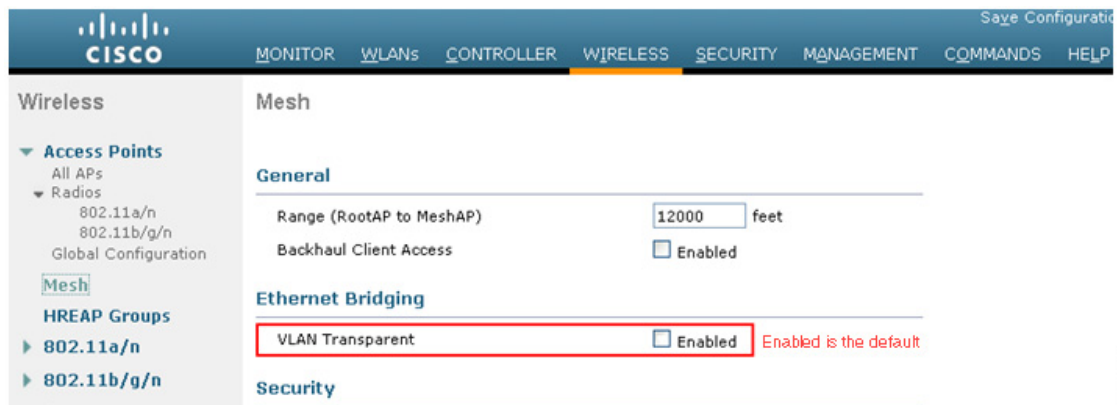 Save Configuratio
CISCO
MONITOR WLANs CONTROLLER WIRELESS SECURITY MANAGEMENT COMMANDS HELP
Wireless
Access Points
All APs
Radios
802.11a/n
802.11b/g/n
Global Configuration
Mesh
HREAP Groups
802.11a/n
802.11b/g/n
Mesh
General
Range (RootAP to MeshAP) 12000 feet
Backhaul Client Access Enabled
Ethernet Bridging
VLAN Transparent Enabled Enabled is the default
Security